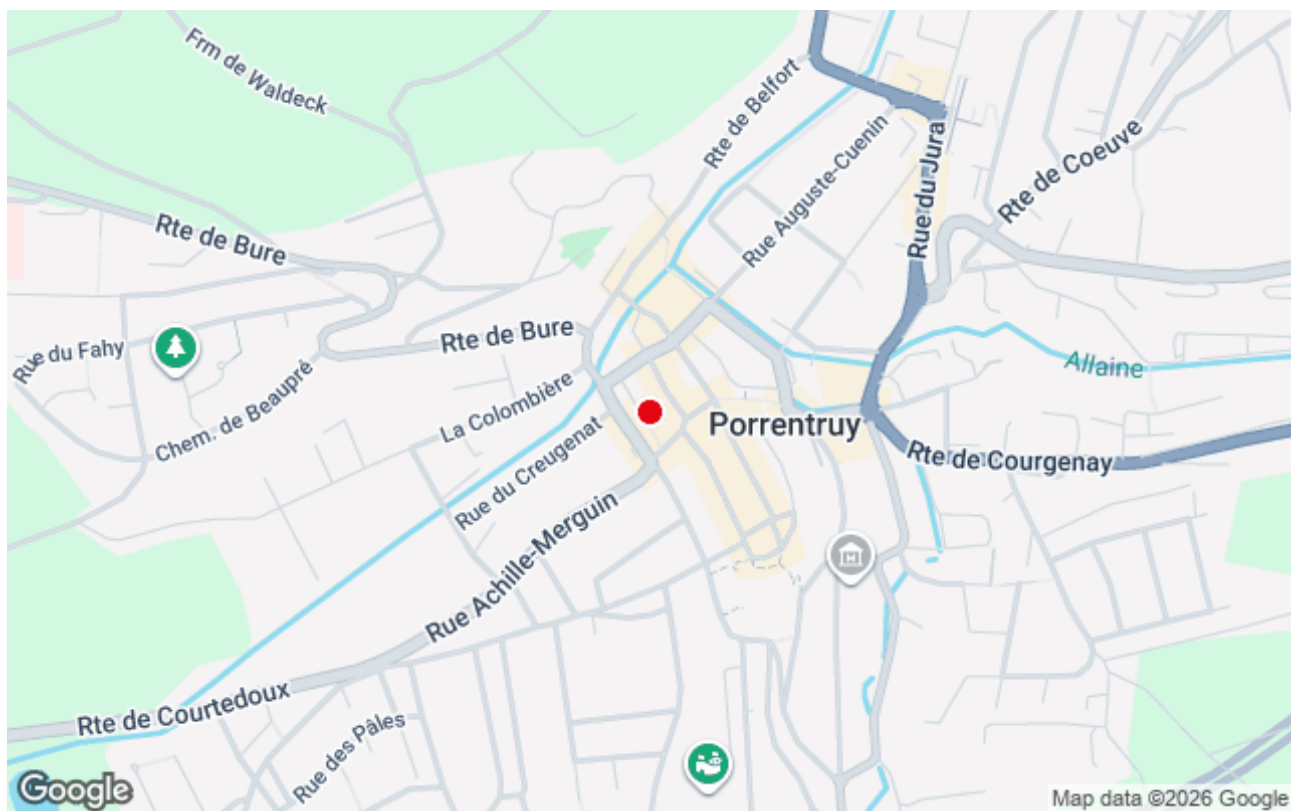 Frm de Waldeck
Rte de Belfort
Rue Auguste-Cuenin
Rue du Jura
Rte de Coeuve
Rte de Bure
Rte de Bure
Rue du Fahy
Chem. de Beaupré
La Colombière
Rue du Creugenat
Porrentruy
Allaine
Rte de Courgenay
Rue Achille-Merguin
Rte de Courtedoux
Rue des Pâles
Google
Map data ©2026 Google